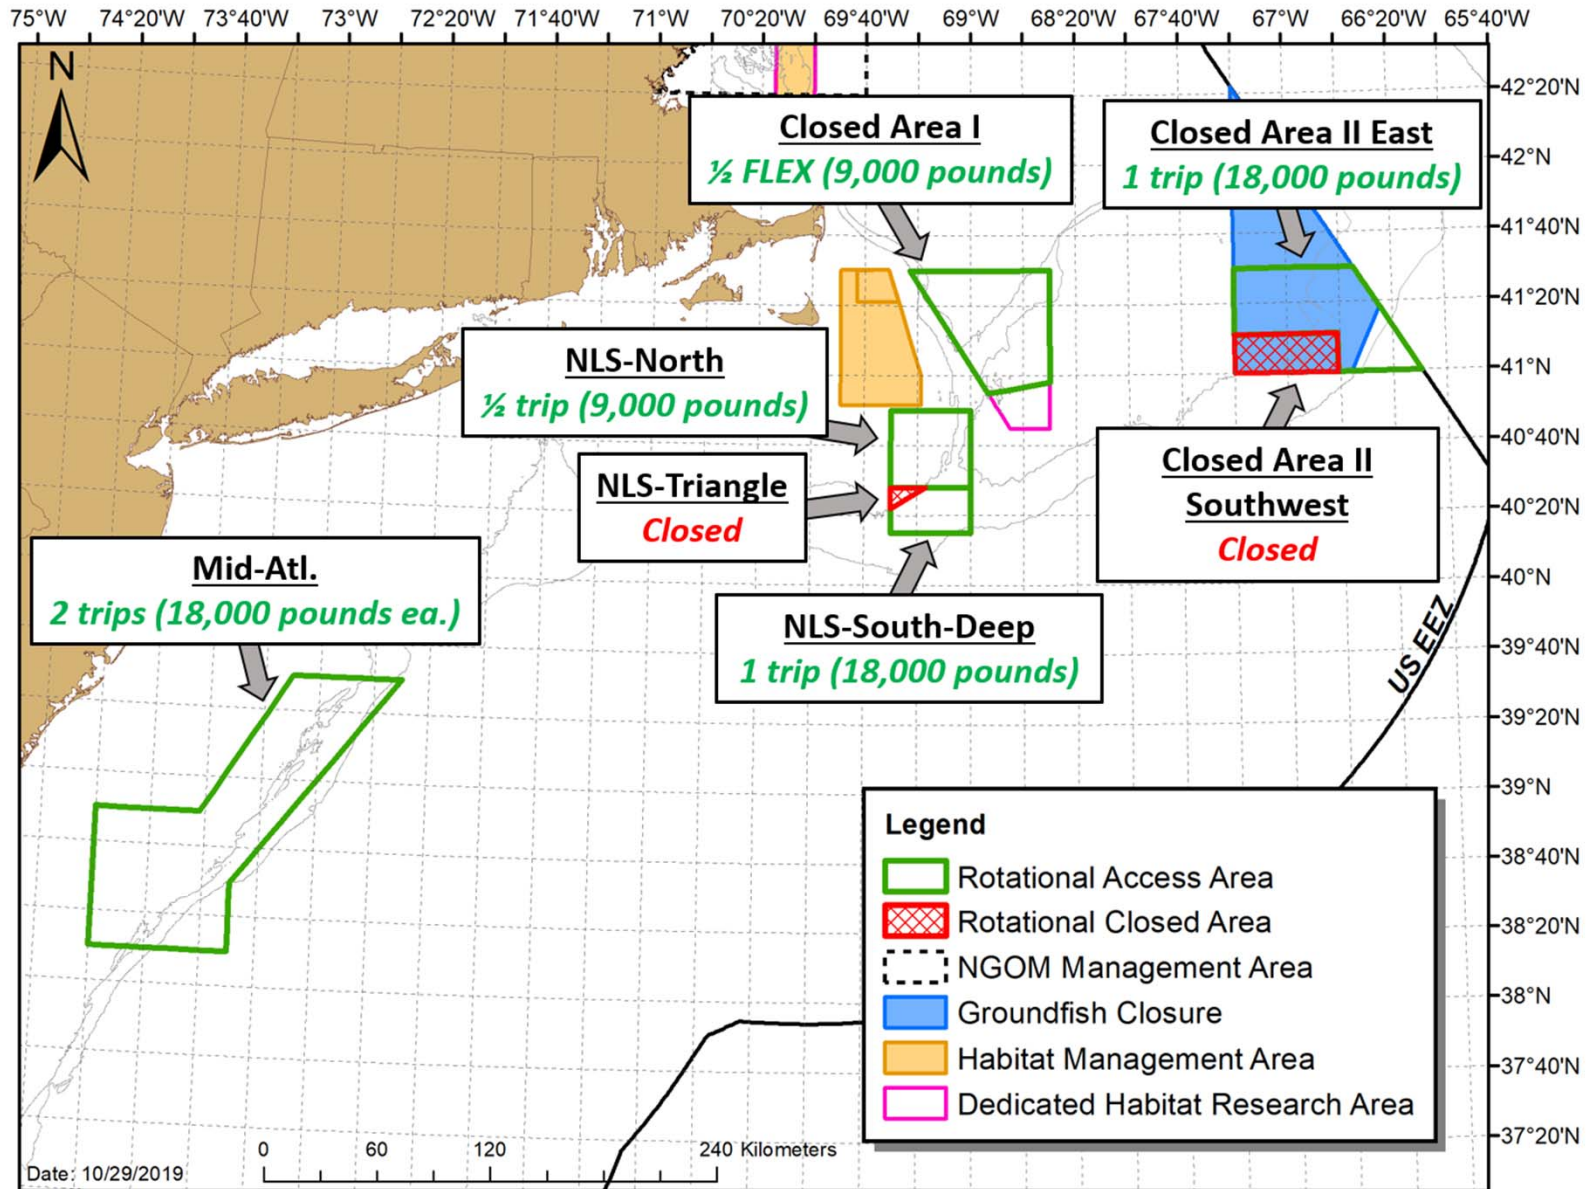 75°W 74°20'W 73°40'W 73°W 72°20'W 71°40'W 71°W 70°20'W 69°40'W 69°W 68°20'W 67°40'W 67°W 66°20'W 65°40'W
N
42°20'N
42°N
41°40'N
41°20'N
41°N
40°40'N
40°20'N
40°N
39°40'N
39°20'N
39°N
38°40'N
38°20'N
38°N
37°40'N
37°20'N
Closed Area I
½ FLEX (9,000 pounds)
Closed Area II East
1 trip (18,000 pounds)
NLS-North
½ trip (9,000 pounds)
NLS-Triangle
Closed
Closed Area II
Southwest
Closed
Mid-Atl.
2 trips (18,000 pounds ea.)
NLS-South-Deep
1 trip (18,000 pounds)
US EEZ
Legend
Rotational Access Area
Rotational Closed Area
NGOM Management Area
Groundfish Closure
Habitat Management Area
Dedicated Habitat Research Area
0 60 120 240 Kilometers
Date: 10/29/2019